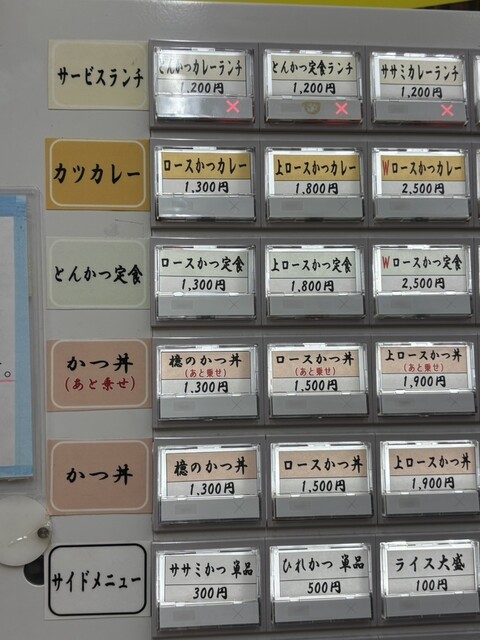 サービスランチ
とんかつカレーランチ
1,200円
とんかつ定食ランチ
1,200円
ササミカレーランチ
1,200円
カツカレー
ロースかつカレー
1,300円
上ロースかつカレー
1,800円
Wロースかつカレー
2,500円
とんかつ定食
ロースかつ定食
1,300円
上ロースかつ定食
1,800円
Wロースかつ定食
2,500円
かつ丼
(あと乗せ)
檍のかつ丼
(あと乗せ)
1,300円
ロースかつ丼
(あと乗せ)
1,500円
上ロースかつ丼
(あと乗せ)
1,900円
かつ丼
檍のかつ丼
1,300円
ロースかつ丼
1,500円
上ロースかつ丼
1,900円
サイドメニュー
ササミかつ 単品
300円
ひれかつ 単品
500円
ライス大盛
100円